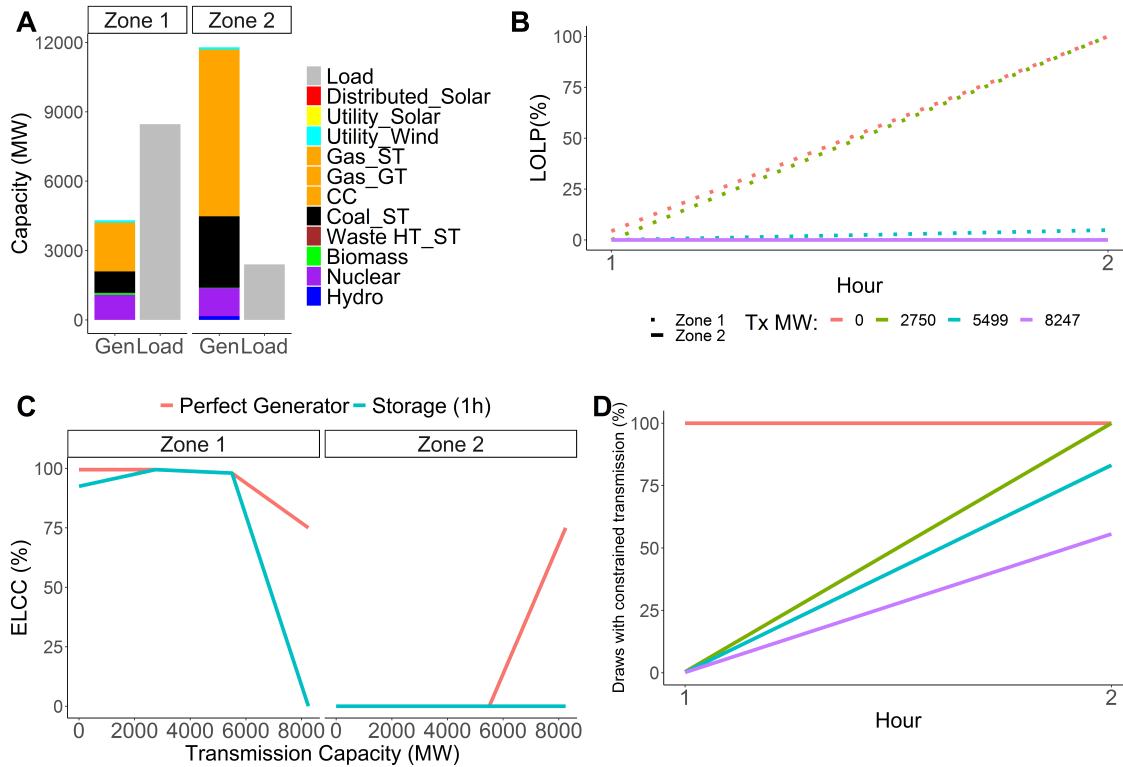 A
Zone 1
Zone 2
Capacity (MW)
12000
9000
6000
3000
0
Gen
Load
Gen
Load
Load
Distributed_Solar
Utility_Solar
Utility_Wind
Gas_ST
Gas_GT
CC
Coal_ST
Waste HT_ST
Biomass
Nuclear
Hydro
B
LOLP(%)
100
75
50
25
0
1
2
Hour
Zone 1
Zone 2
Tx MW:
0
2750
5499
8247
C
Perfect Generator
Storage (1h)
Zone 1
Zone 2
ELCC (%)
100
75
50
25
0
0 2000 4000 6000 8000
0 2000 4000 6000 8000
Transmission Capacity (MW)
D
Draws with constrained transmission (%)
100
75
50
25
0
1
2
Hour